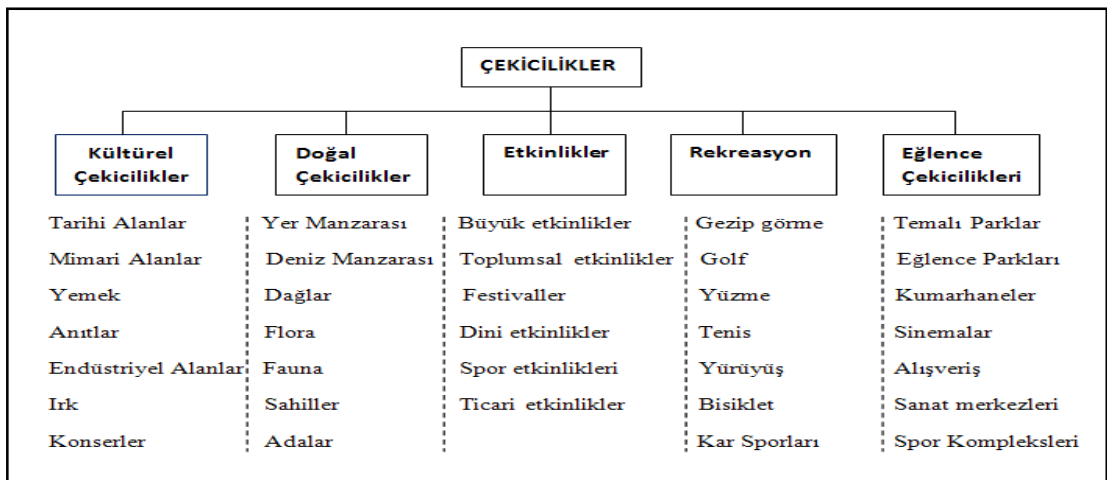 ÇEKİCİLİKLER
Kültürel
Çekicilikler
Doğal
Çekicilikler
Etkinlikler
Rekreasyon
Eğlence
Çekicilikleri
Tarihi Alanlar
Mimari Alanlar
Yemek
Anıtlar
Endüstriyel Alanlar
Irk
Konserler
Yer Manzarası
Deniz Manzarası
Dağlar
Flora
Fauna
Sahiller
Adalar
Büyük etkinlikler
Toplumsal etkinlikler
Festivaller
Dini etkinlikler
Spor etkinlikleri
Ticari etkinlikler
Gezip görme
Golf
Yüzme
Tenis
Yürüyüş
Bisiklet
Kar Sporları
Temalı Parklar
Eğlence Parkları
Kumarhaneler
Sinemalar
Alışveriş
Sanat merkezleri
Spor Kompleksleri